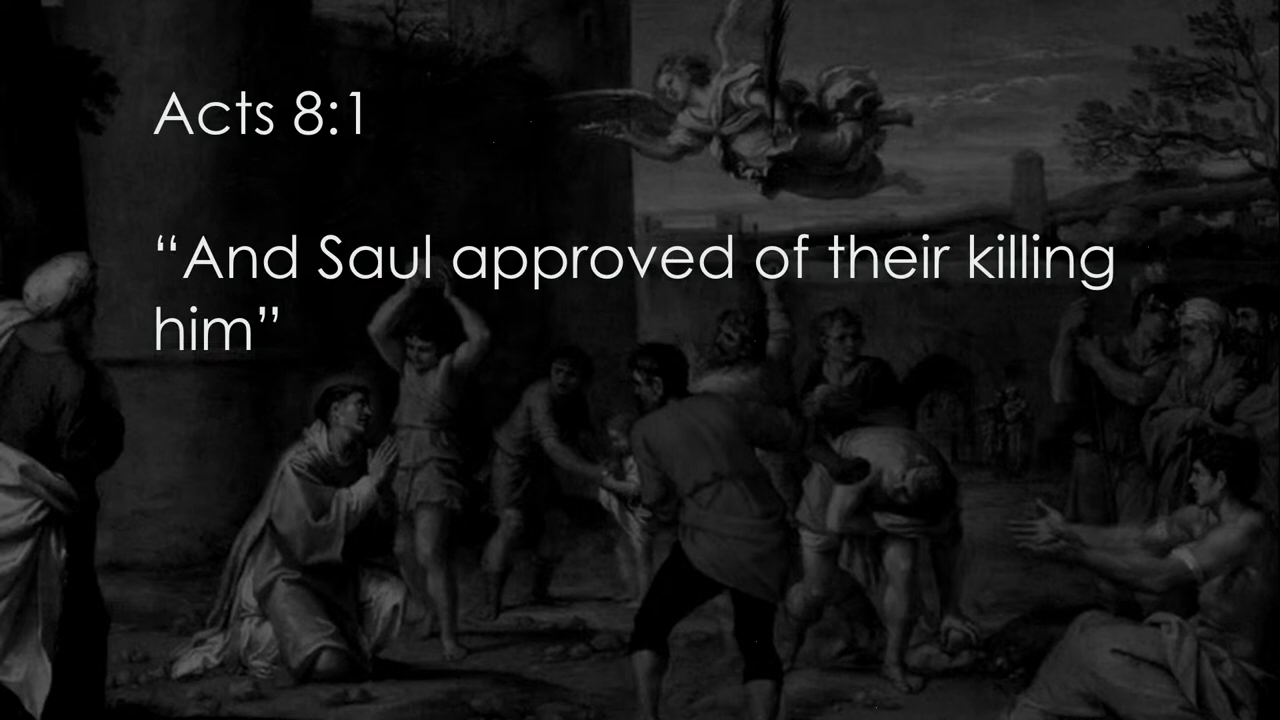 Acts 8:1
“And Saul approved of their killing
him”